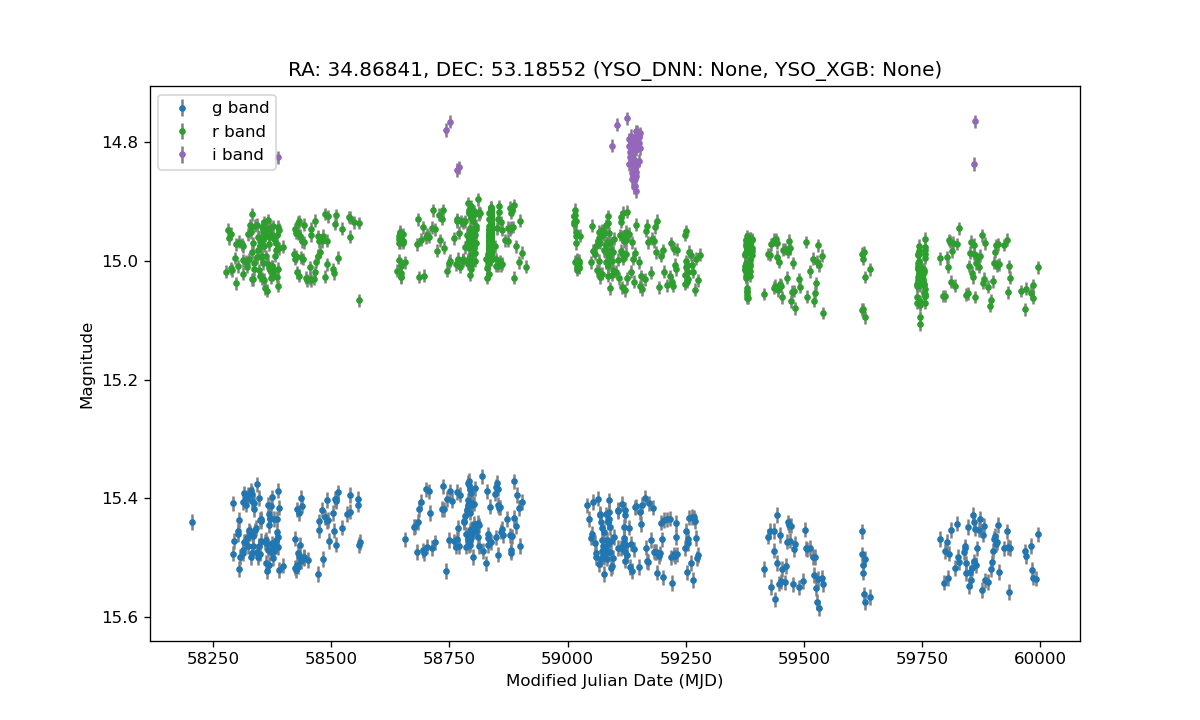 RA: 34.86841, DEC: 53.18552 (YSO_DNN: None, YSO_XGB: None)
g band
r band
i band
14.8
15.0
15.2
15.4
15.6
Magnitude
58250 58500 58750 59000 59250 59500 59750 60000
Modified Julian Date (MJD)